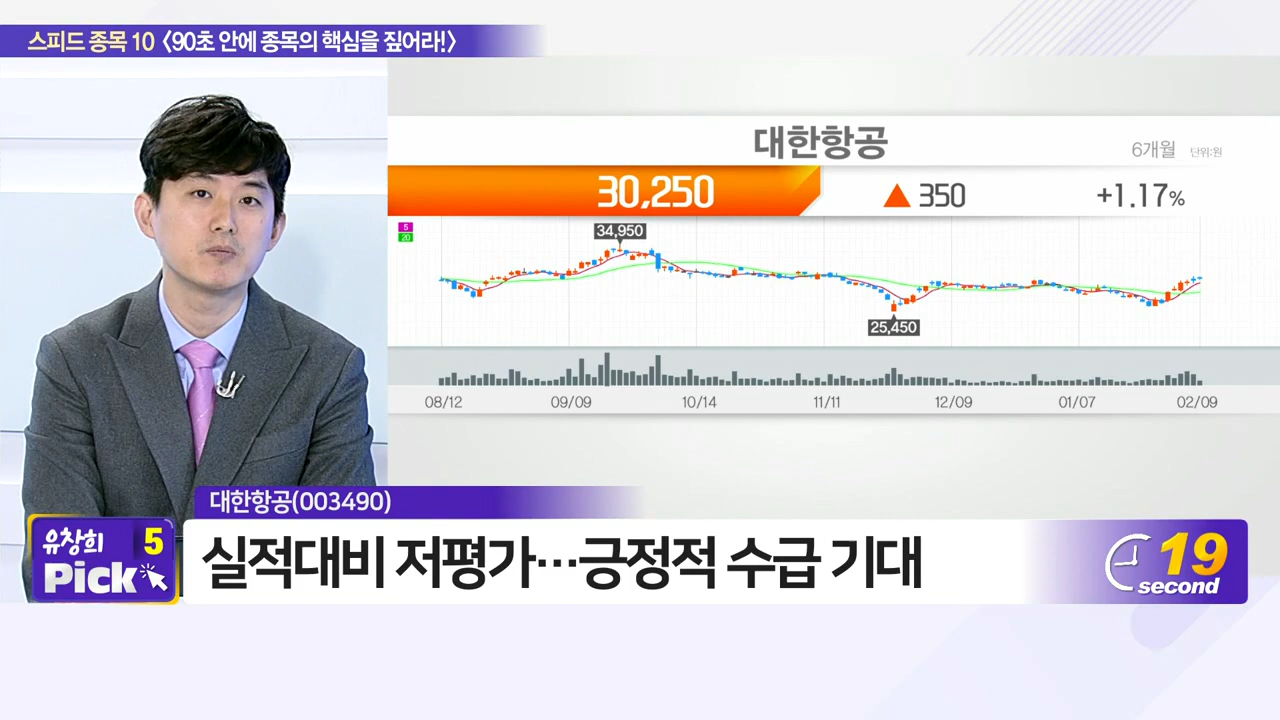 스피드 종목 10 〈90초 안에 종목의 핵심을 짚어라!〉
대한항공
6개월 단위:원
30,250 ▲ 350 +1.17%
5
20
34,950
25,450
08/12 09/09 10/14 11/11 12/09 01/07 02/09
대한항공(003490)
유창희 5
Pick
실적대비 저평가…긍정적 수급 기대
19
second